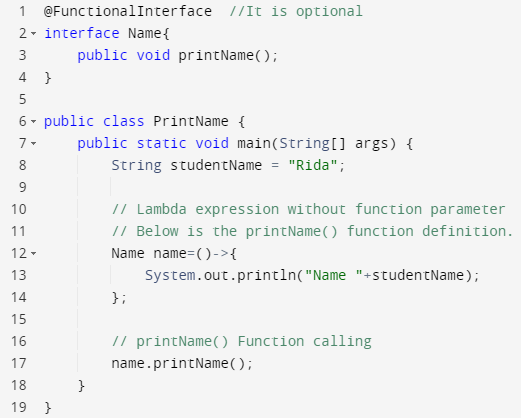 1 @FunctionalInterface  //It is optional
2 interface Name{
3     public void printName();
4 }
5
6 public class PrintName {
7     public static void main(String[] args) {
8         String studentName = "Rida";
9
10         // Lambda expression without function parameter
11         // Below is the printName() function definition.
12         Name name=()->{
13             System.out.println("Name "+studentName);
14         };
15
16         // printName() Function calling
17         name.printName();
18     }
19 }